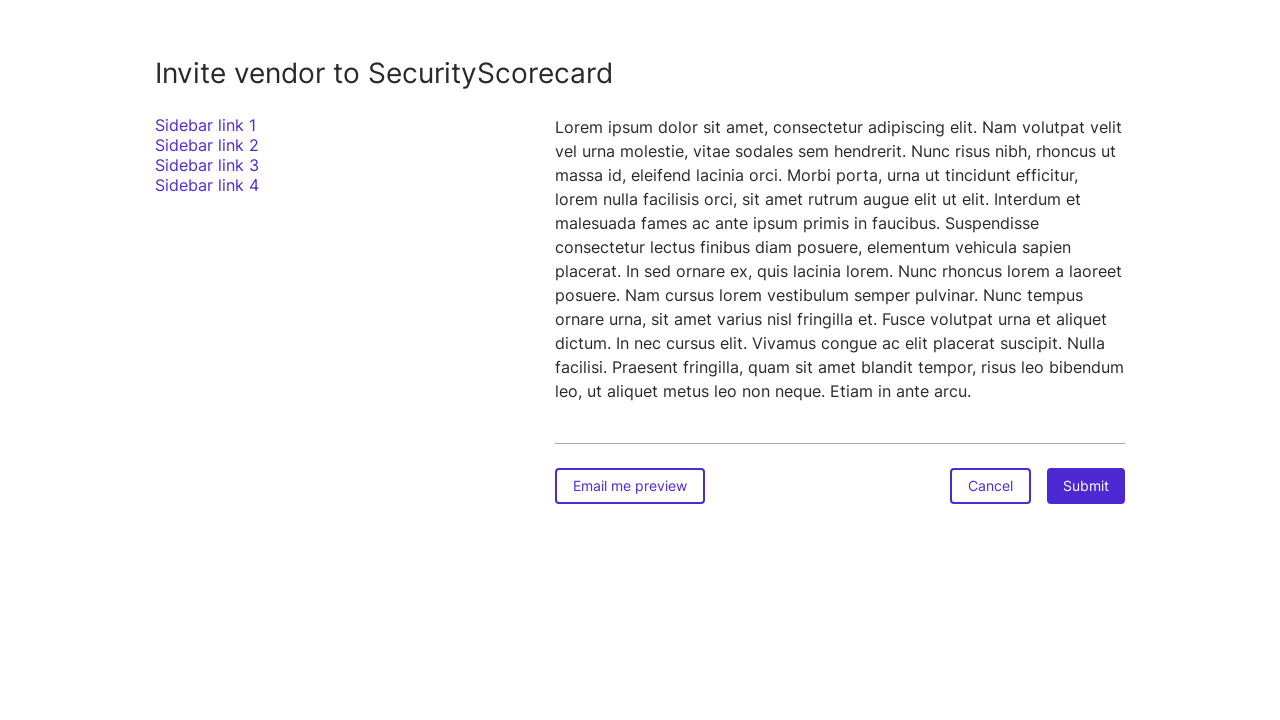 Invite vendor to SecurityScorecard
Sidebar link 1
Sidebar link 2
Sidebar link 3
Sidebar link 4
Lorem ipsum dolor sit amet, consectetur adipiscing elit. Nam volutpat velit
vel urna molestie, vitae sodales sem hendrerit. Nunc risus nibh, rhoncus ut
massa id, eleifend lacinia orci. Morbi porta, urna ut tincidunt efficitur,
lorem nulla facilisis orci, sit amet rutrum augue elit ut elit. Interdum et
malesuada fames ac ante ipsum primis in faucibus. Suspendisse
consectetur lectus finibus diam posuere, elementum vehicula sapien
placerat. In sed ornare ex, quis lacinia lorem. Nunc rhoncus lorem a laoreet
posuere. Nam cursus lorem vestibulum semper pulvinar. Nunc tempus
ornare urna, sit amet varius nisl fringilla et. Fusce volutpat urna et aliquet
dictum. In nec cursus elit. Vivamus congue ac elit placerat suscipit. Nulla
facilisi. Praesent fringilla, quam sit amet blandit tempor, risus leo bibendum
leo, ut aliquet metus leo non neque. Etiam in ante arcu.
Email me preview
Cancel
Submit